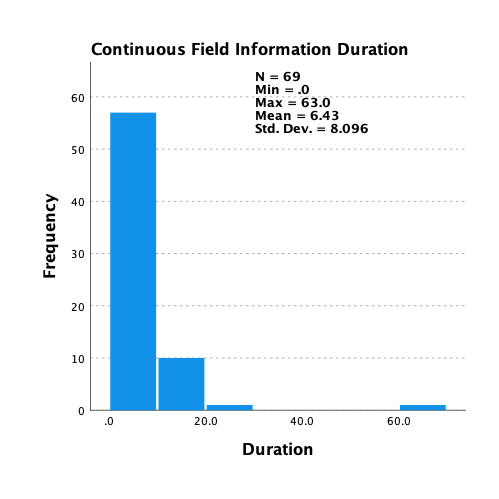 Continuous Field Information Duration
N = 69
Min = .0
Max = 63.0
Mean = 6.43
Std. Dev. = 8.096
60
50
40
30
20
10
0
Frequency
.0 20.0 40.0 60.0
Duration